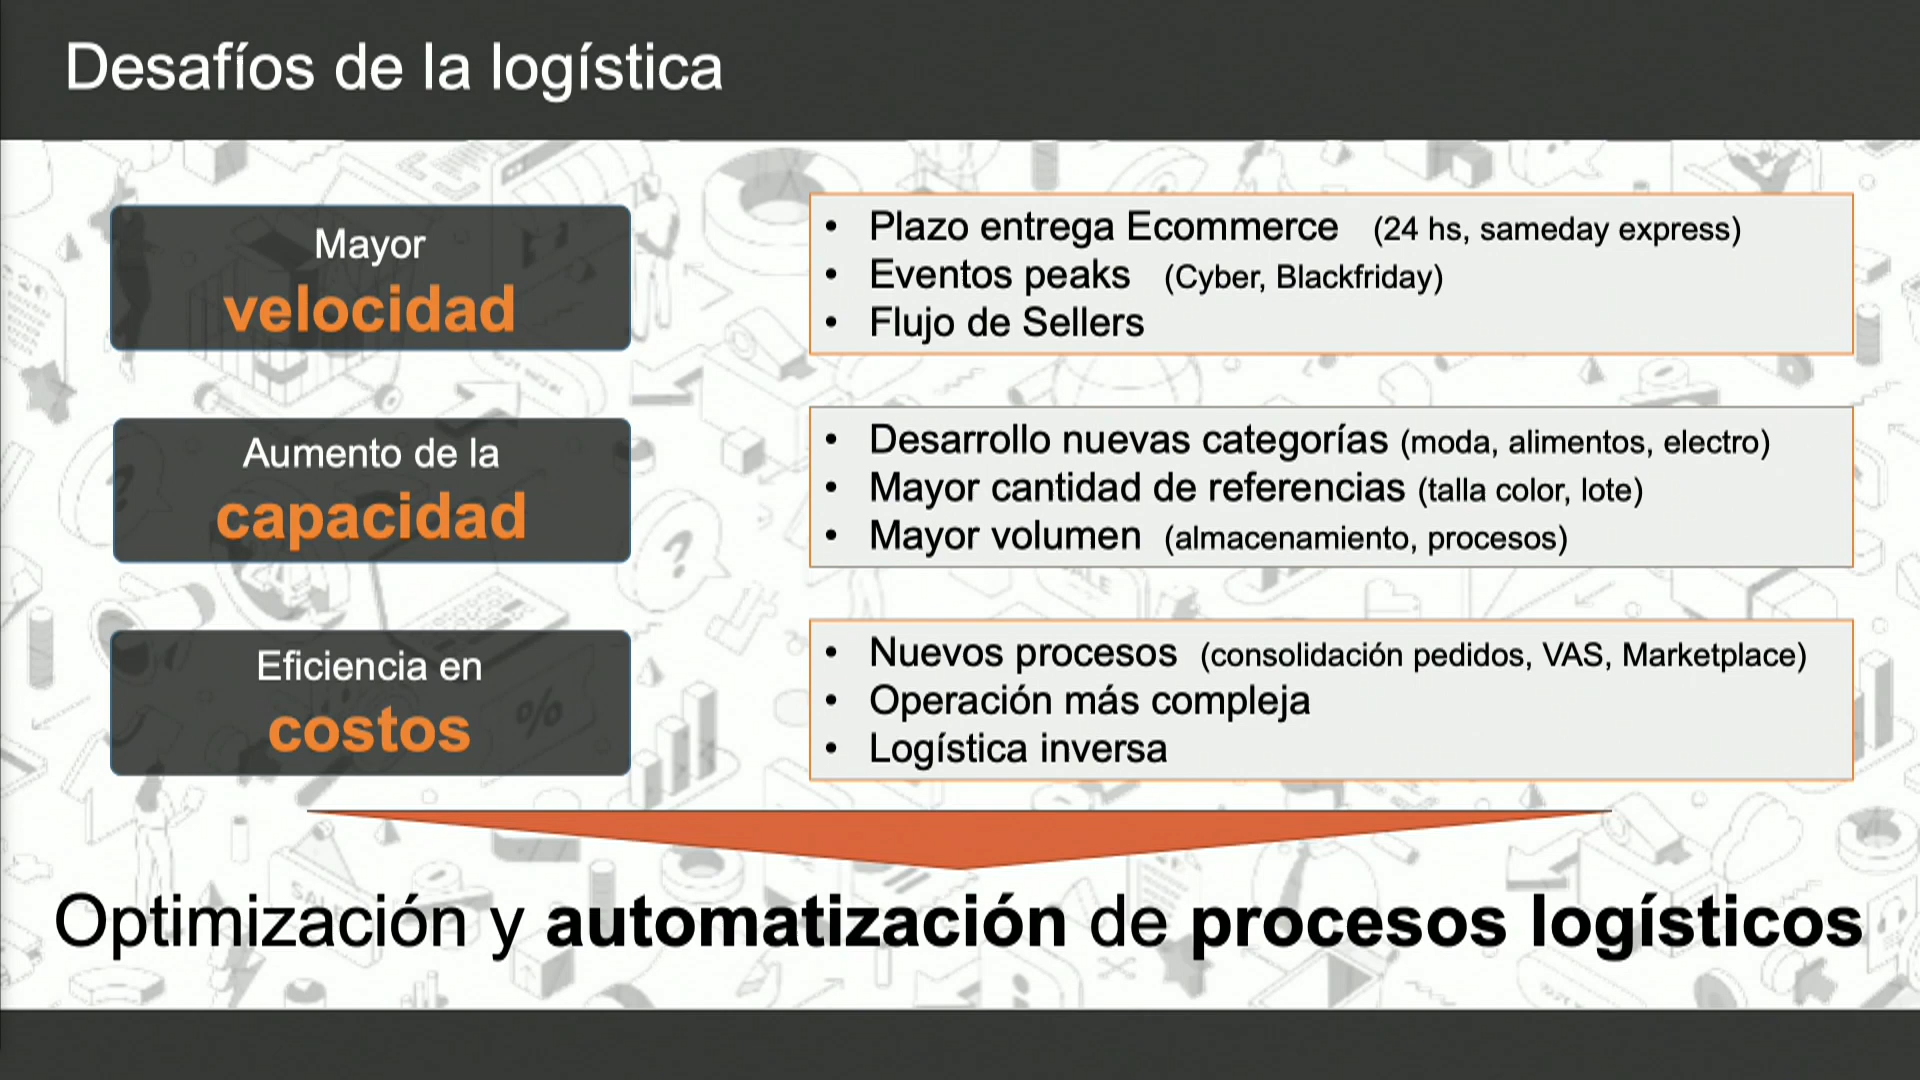 Desafíos de la logística
Mayor
velocidad
• Plazo entrega Ecommerce (24 hs, sameday express)
• Eventos peaks (Cyber, Blackfriday)
• Flujo de Sellers
Aumento de la
capacidad
• Desarrollo nuevas categorías (moda, alimentos, electro)
• Mayor cantidad de referencias (talla color, lote)
• Mayor volumen (almacenamiento, procesos)
Eficiencia en
costos
• Nuevos procesos (consolidación pedidos, VAS, Marketplace)
• Operación más compleja
• Logística inversa
Optimización y automatización de procesos logísticos